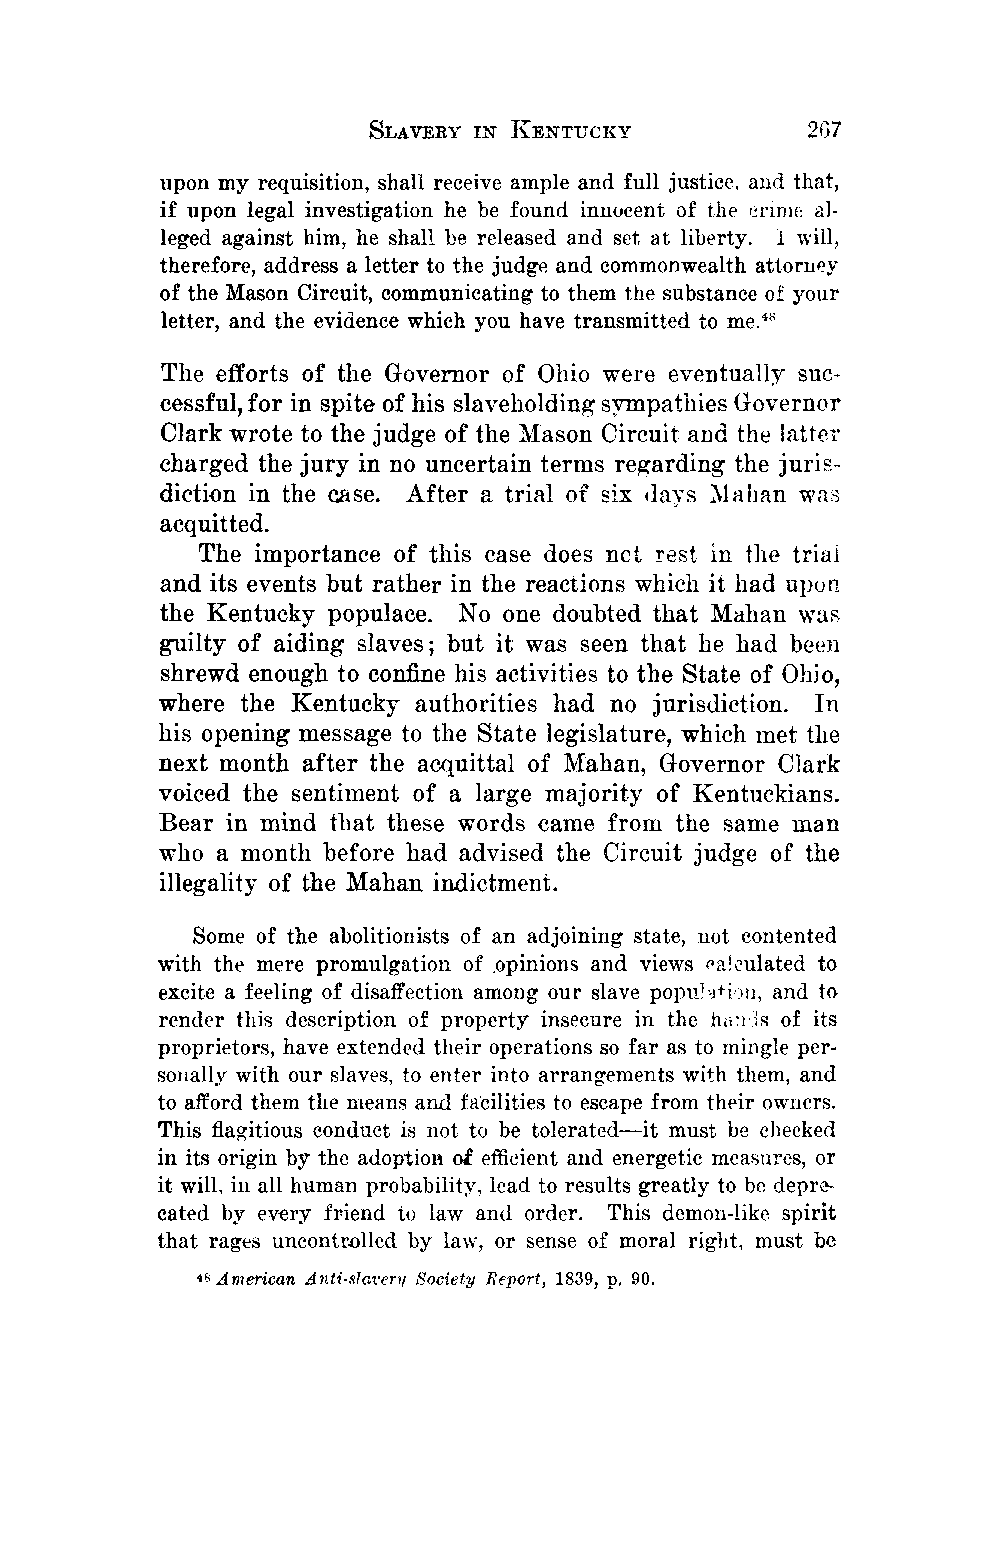 SLAVERY IN KENTUCKY 267
upon my requisition, shall receive ample and full justice, and that,
if upon legal investigation he be found innocent of the crime al-
leged against him, he shall be released and set at liberty. I will,
therefore, address a letter to the judge and commonwealth attorney
of the Mason Circuit, communicating to them the substance of your
letter, and the evidence which you have transmitted to me.48
The efforts of the Governor of Ohio were eventually suc-
cessful, for in spite of his slaveholding sympathies Governor
Clark wrote to the judge of the Mason Circuit and the latter
charged the jury in no uncertain terms regarding the juris-
diction in the case. After a trial of six days Mahan was
acquitted.
The importance of this case does not rest in the trial
and its events but rather in the reactions which it had upon
the Kentucky populace. No one doubted that Mahan was
guilty of aiding slaves; but it was seen that he had been
shrewd enough to confine his activities to the State of Ohio,
where the Kentucky authorities had no jurisdiction. In
his opening message to the State legislature, which met the
next month after the acquittal of Mahan, Governor Clark
voiced the sentiment of a large majority of Kentuckians.
Bear in mind that these words came from the same man
who a month before had advised the Circuit judge of the
illegality of the Mahan indictment.
Some of the abolitionists of an adjoining state, not contented
with the mere promulgation of opinions and views calculated to
excite a feeling of disaffection among our slave population, and to
render this description of property insecure in the hands of its
proprietors, have extended their operations so far as to mingle per-
sonally with our slaves, to enter into arrangements with them, and
to afford them the means and facilities to escape from their owners.
This flagitious conduct is not to be tolerated—it must be checked
in its origin by the adoption of efficient and energetic measures, or
it will, in all human probability, lead to results greatly to be depre-
cated by every friend to law and order. This demon-like spirit
that rages uncontrolled by law, or sense of moral right, must be
48 American Anti-slavery Society Report, 1839, p. 90.